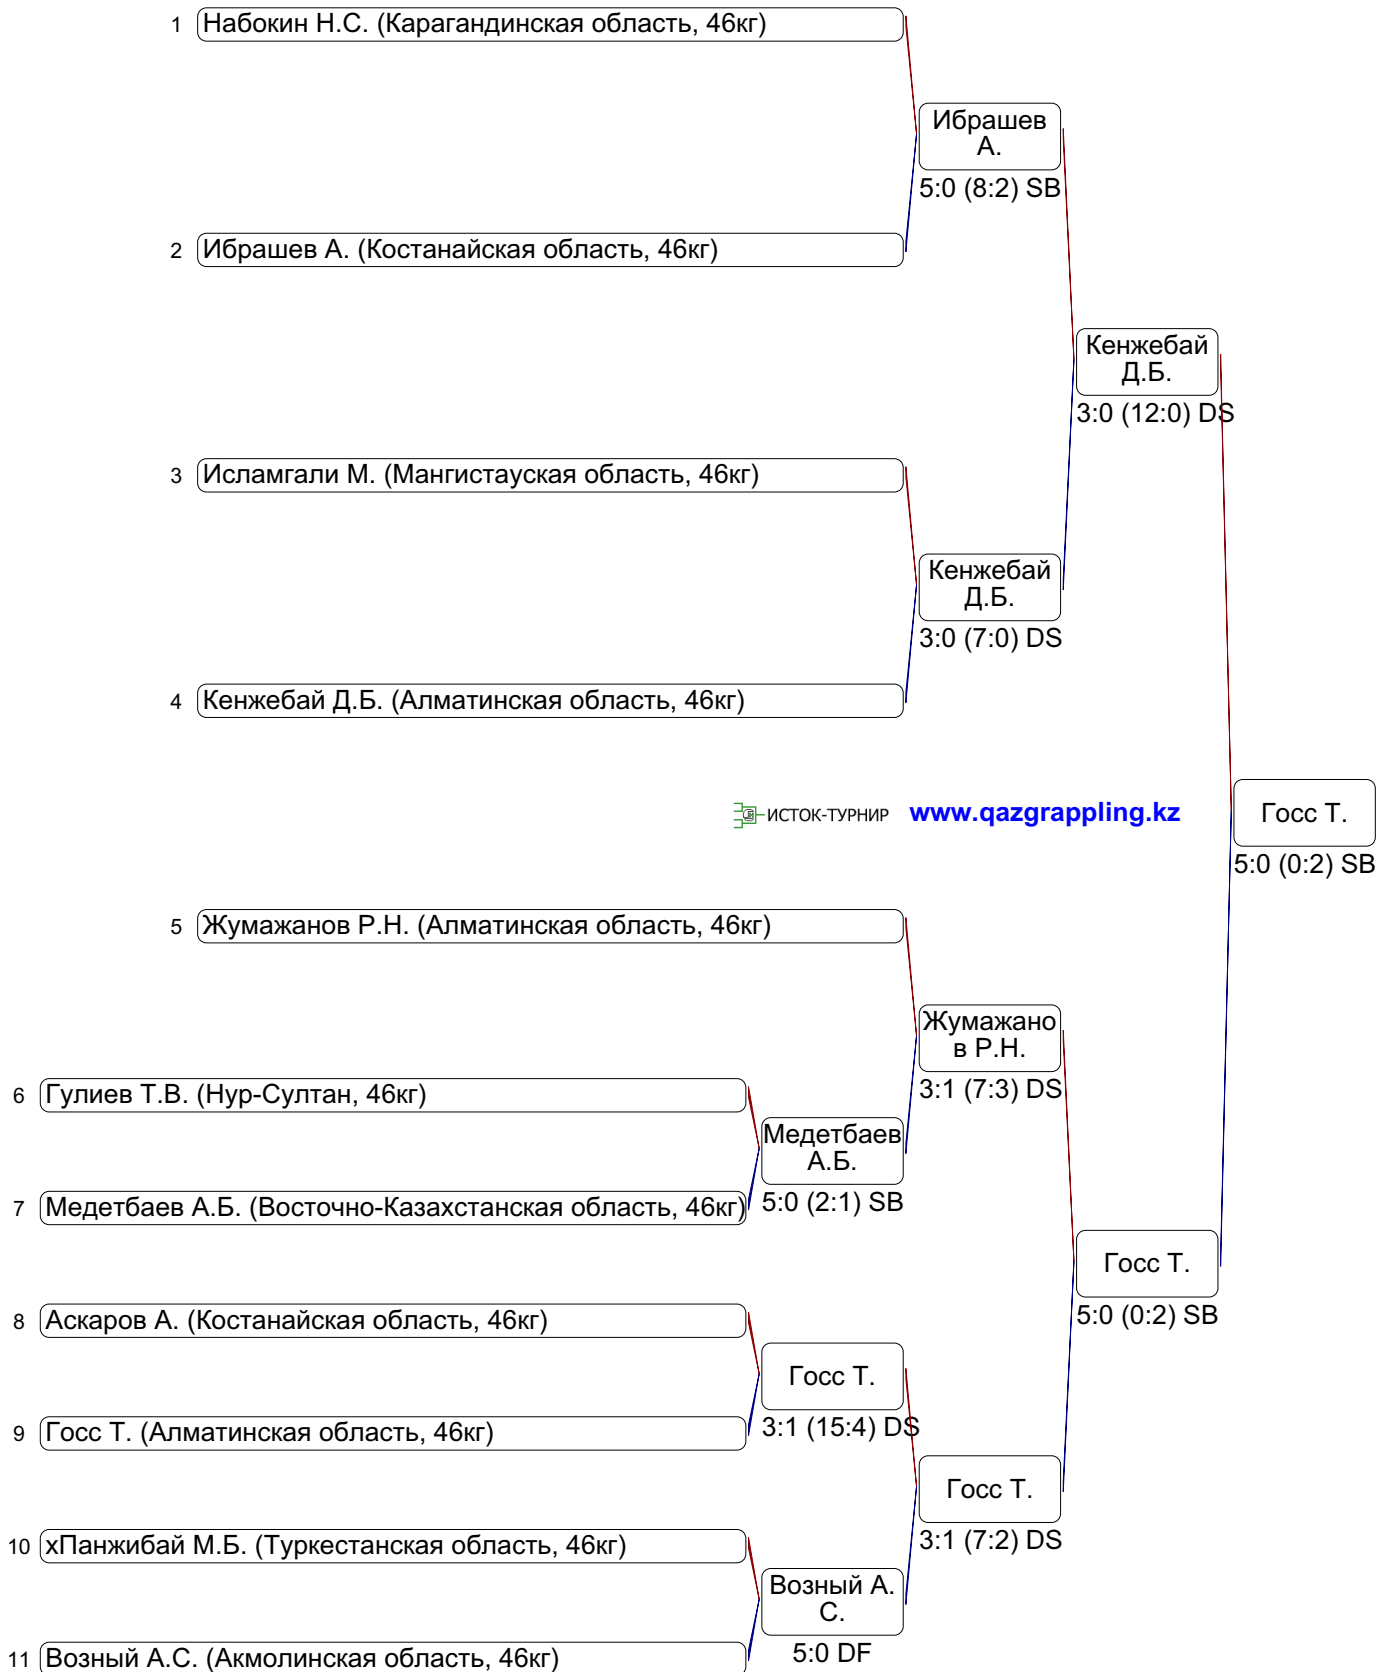 1 Набокин Н.С. (Карагандинская область, 46кг)
Ибрашев
А.
5:0 (8:2) SB
2 Ибрашев А. (Костанайская область, 46кг)
Кенжебай
Д.Б.
3:0 (12:0) DS
3 Исламгали М. (Мангистауская область, 46кг)
Кенжебай
Д.Б.
3:0 (7:0) DS
4 Кенжебай Д.Б. (Алматинская область, 46кг)
ИСТОК-ТУРНИР www.qazgrappling.kz
Госс Т.
5:0 (0:2) SB
5 Жумажанов Р.Н. (Алматинская область, 46кг)
Жумажано
в Р.Н.
3:1 (7:3) DS
6 Гулиев Т.В. (Нур-Султан, 46кг)
Медетбаев
А.Б.
5:0 (2:1) SB
7 Медетбаев А.Б. (Восточно-Казахстанская область, 46кг)
Госс Т.
5:0 (0:2) SB
8 Аскаров А. (Костанайская область, 46кг)
Госс Т.
3:1 (15:4) DS
9 Госс Т. (Алматинская область, 46кг)
Госс Т.
3:1 (7:2) DS
10 хПанжибай М.Б. (Туркестанская область, 46кг)
Возный А.
С.
5:0 DF
11 Возный А.С. (Акмолинская область, 46кг)